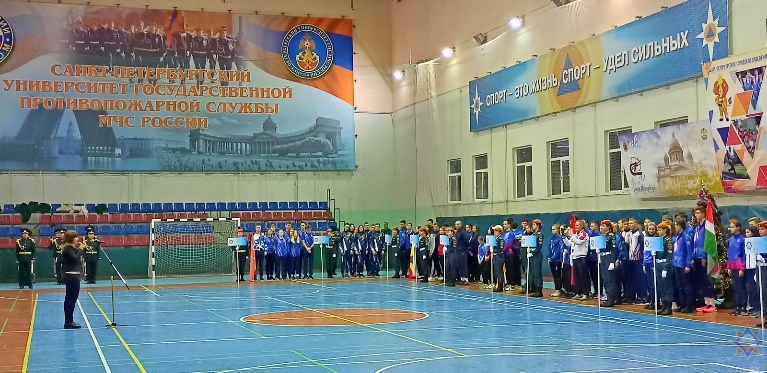 САНКТ-ПЕТЕРБУРГСКИЙ
УНИВЕРСИТЕТ ГОСУДАРСТВЕННОЙ
ПРОТИВОПОЖАРНОЙ СЛУЖБЫ
МЧС РОССИИ
СПОРТ – ЭТО ЖИЗНЬ, СПОРТ – УДЕЛ СИЛЬНЫХ